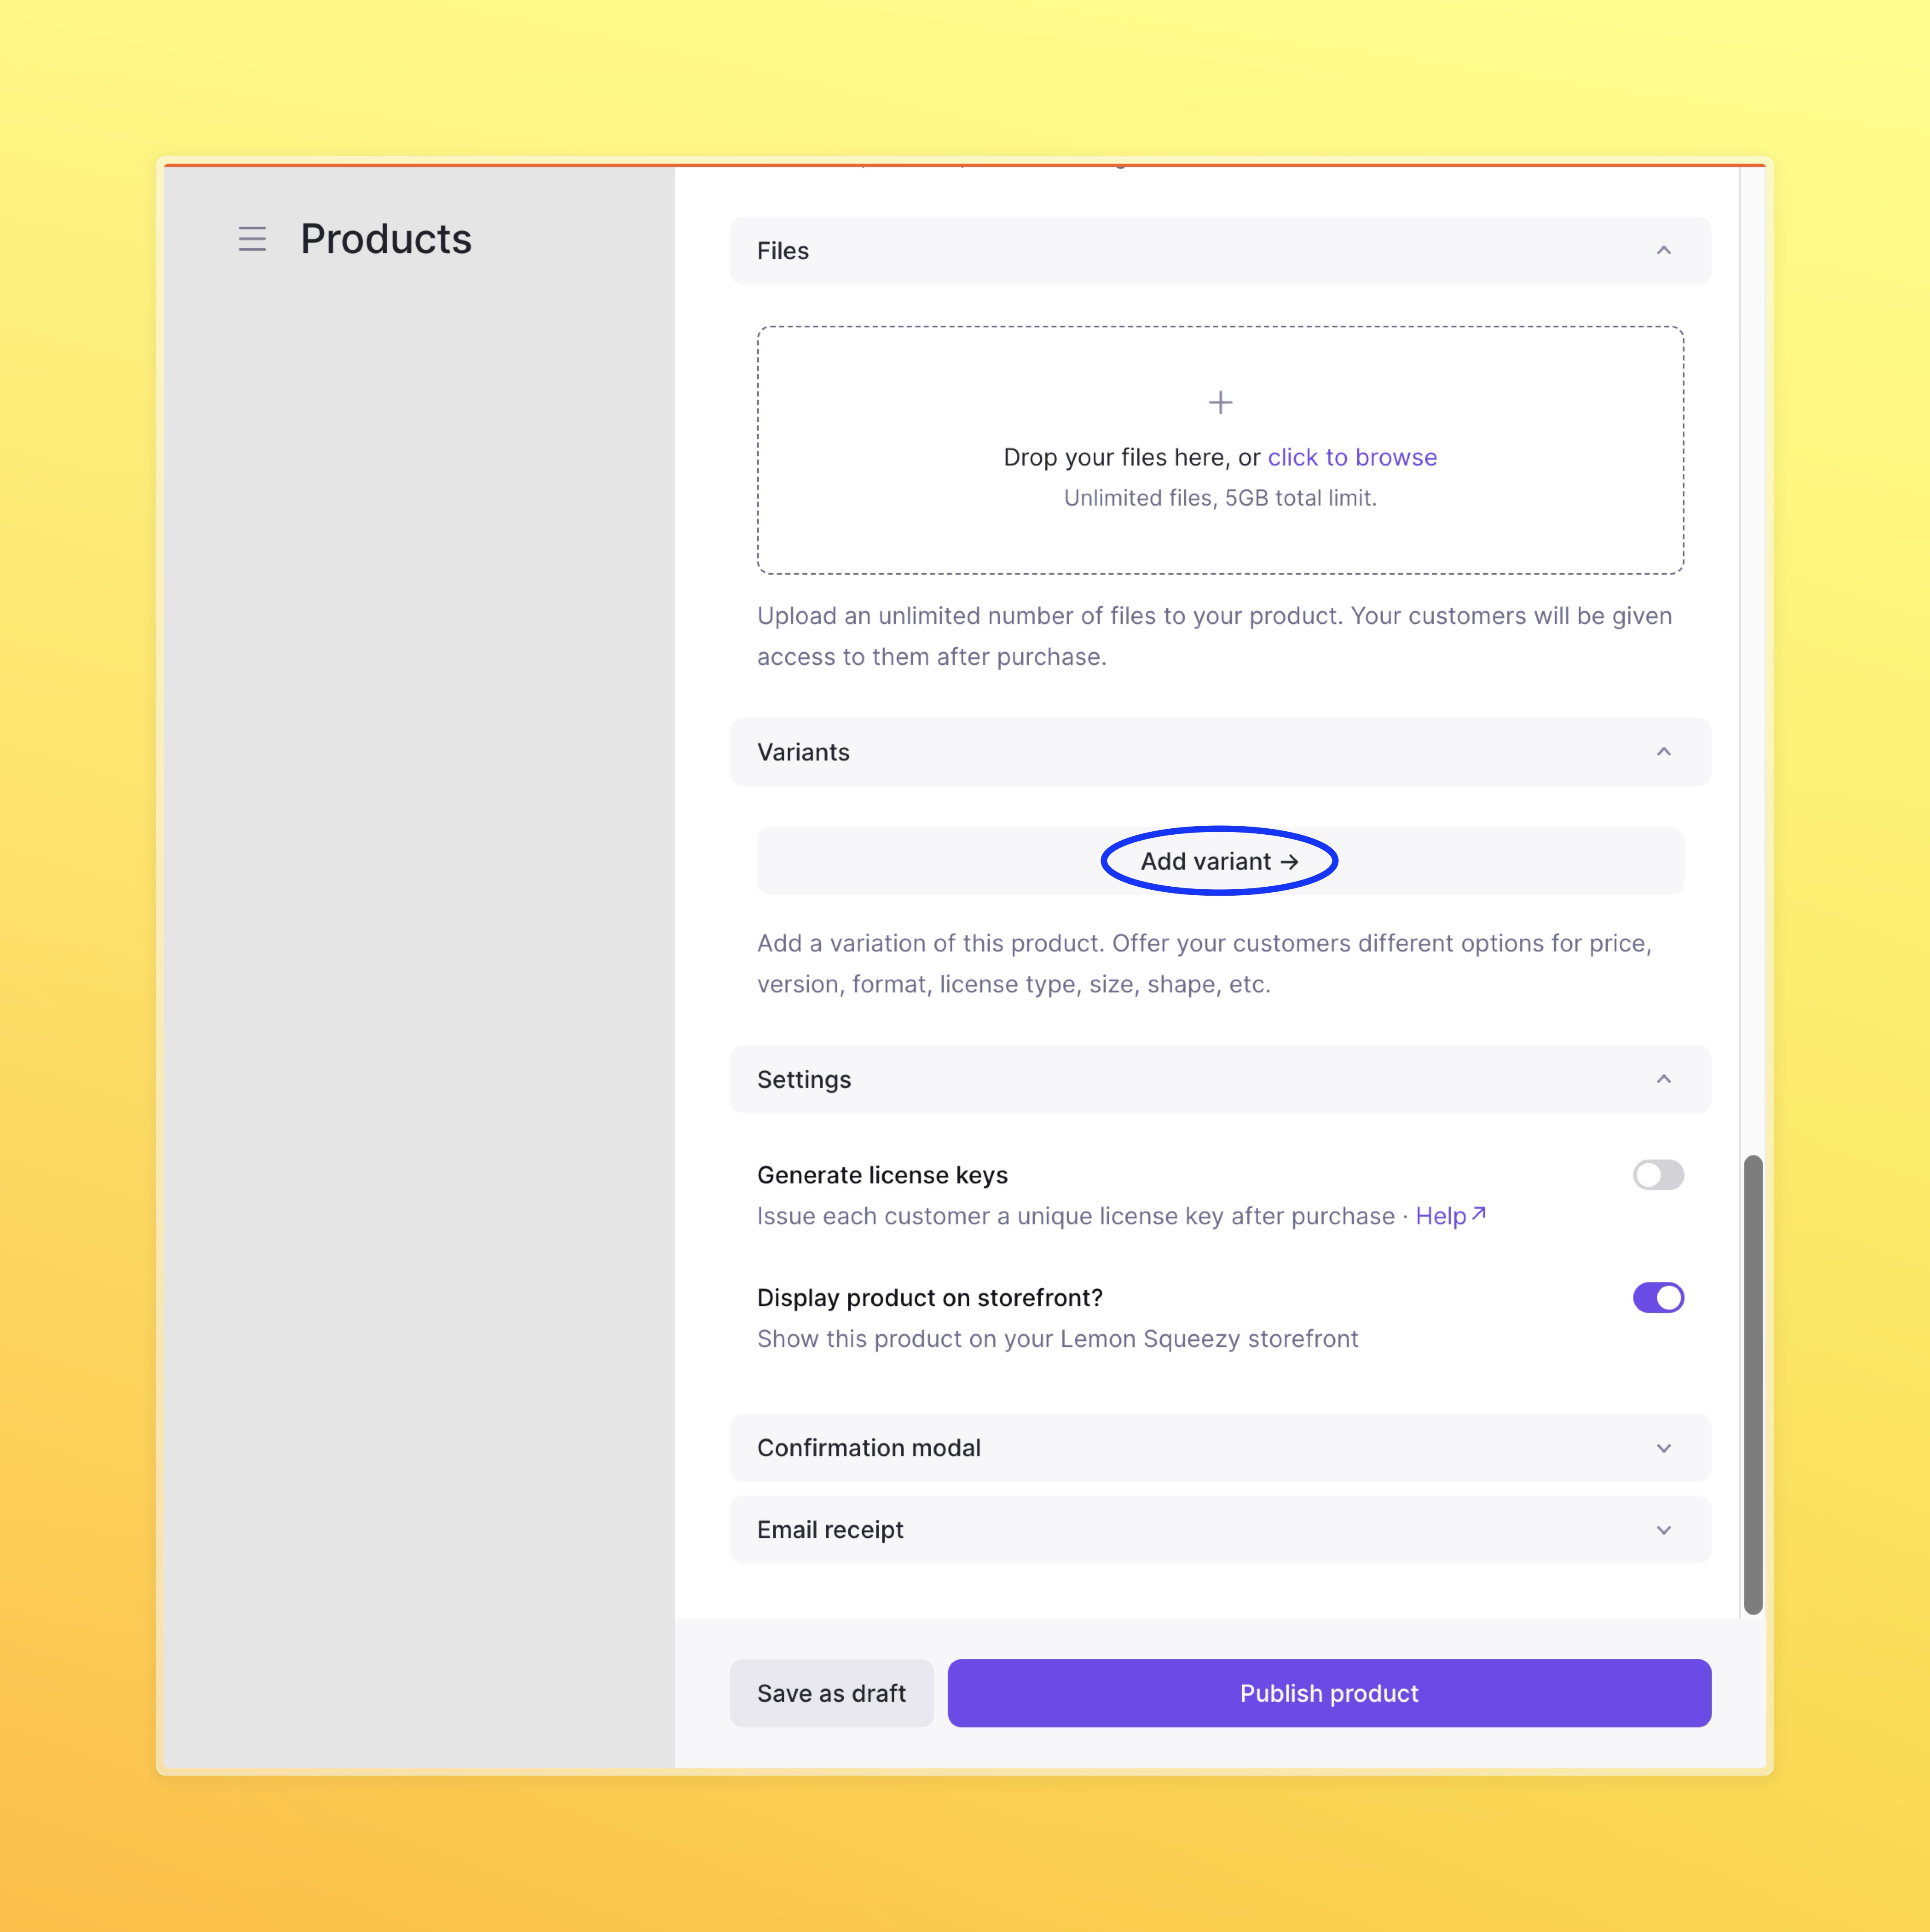 Products
Files
Drop your files here, or click to browse
Unlimited files, 5GB total limit.
Upload an unlimited number of files to your product. Your customers will be given
access to them after purchase.
Variants
Add variant →
Add a variation of this product. Offer your customers different options for price,
version, format, license type, size, shape, etc.
Settings
Generate license keys
Issue each customer a unique license key after purchase · Help↗
Display product on storefront?
Show this product on your Lemon Squeezy storefront
Confirmation modal
Email receipt
Save as draft
Publish product